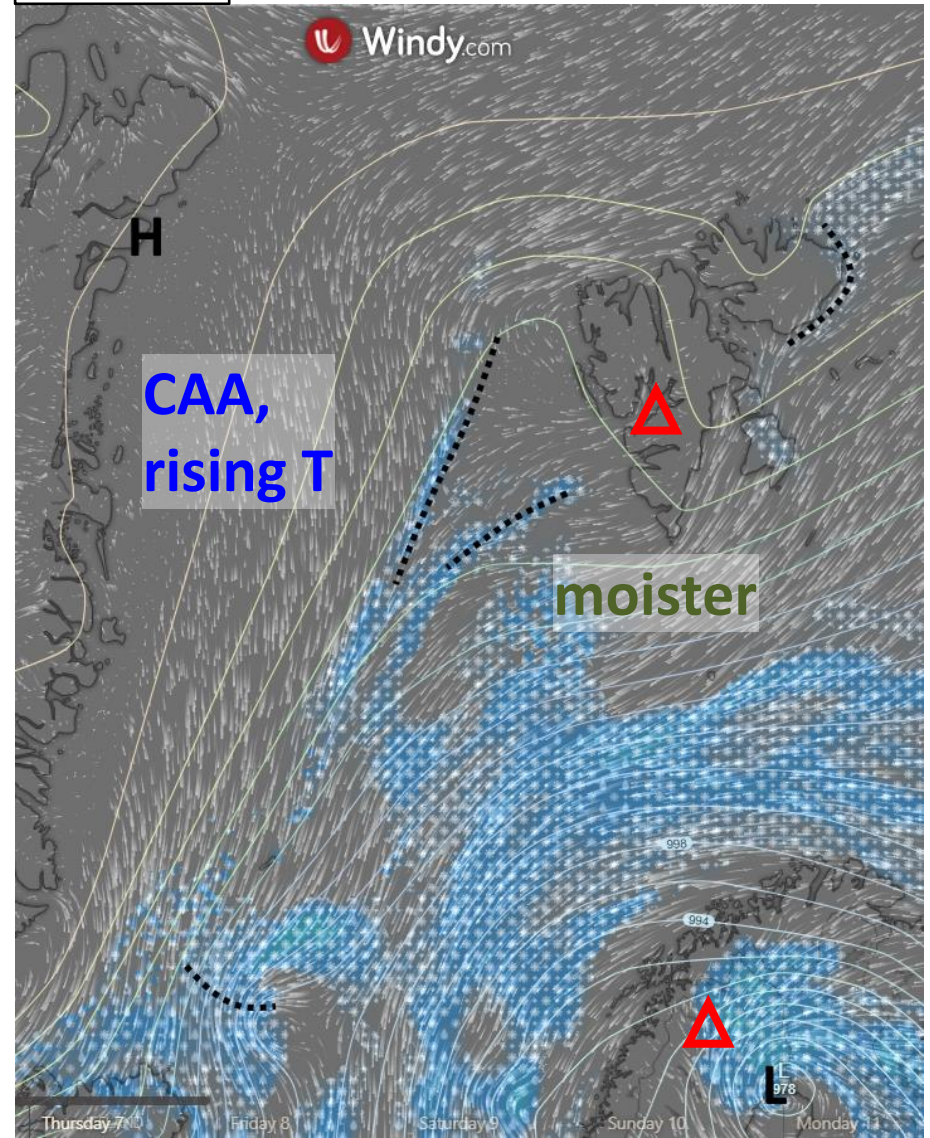 Windy.com
H
CAA,
rising T
moister
998
994
L
L
978
Thursday 7
Friday 8
Saturday 9
Sunday 10
Monday 11